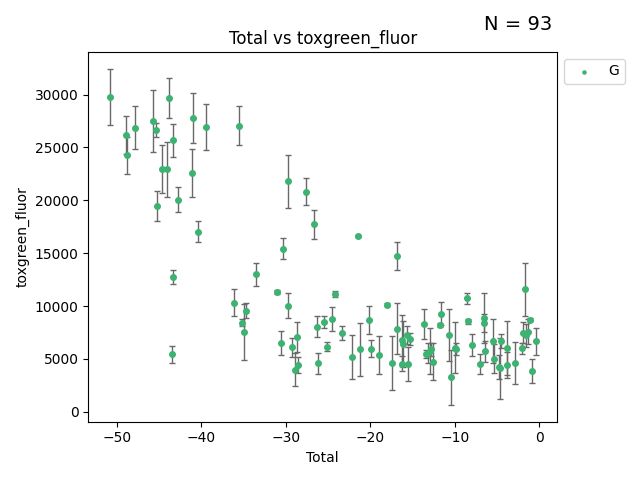 N = 93
Total vs toxgreen_fluor
G
toxgreen_fluor
30000
25000
20000
15000
10000
5000
0
−50 −40 −30 −20 −10 0
Total